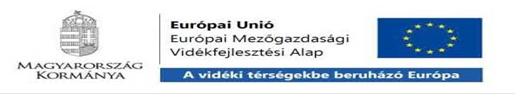 MAGYARORSZÁG
KORMÁNYA
Európai Unió
Európai Mezőgazdasági
Vidékfejlesztési Alap
A vidéki térségekbe beruházó Európa